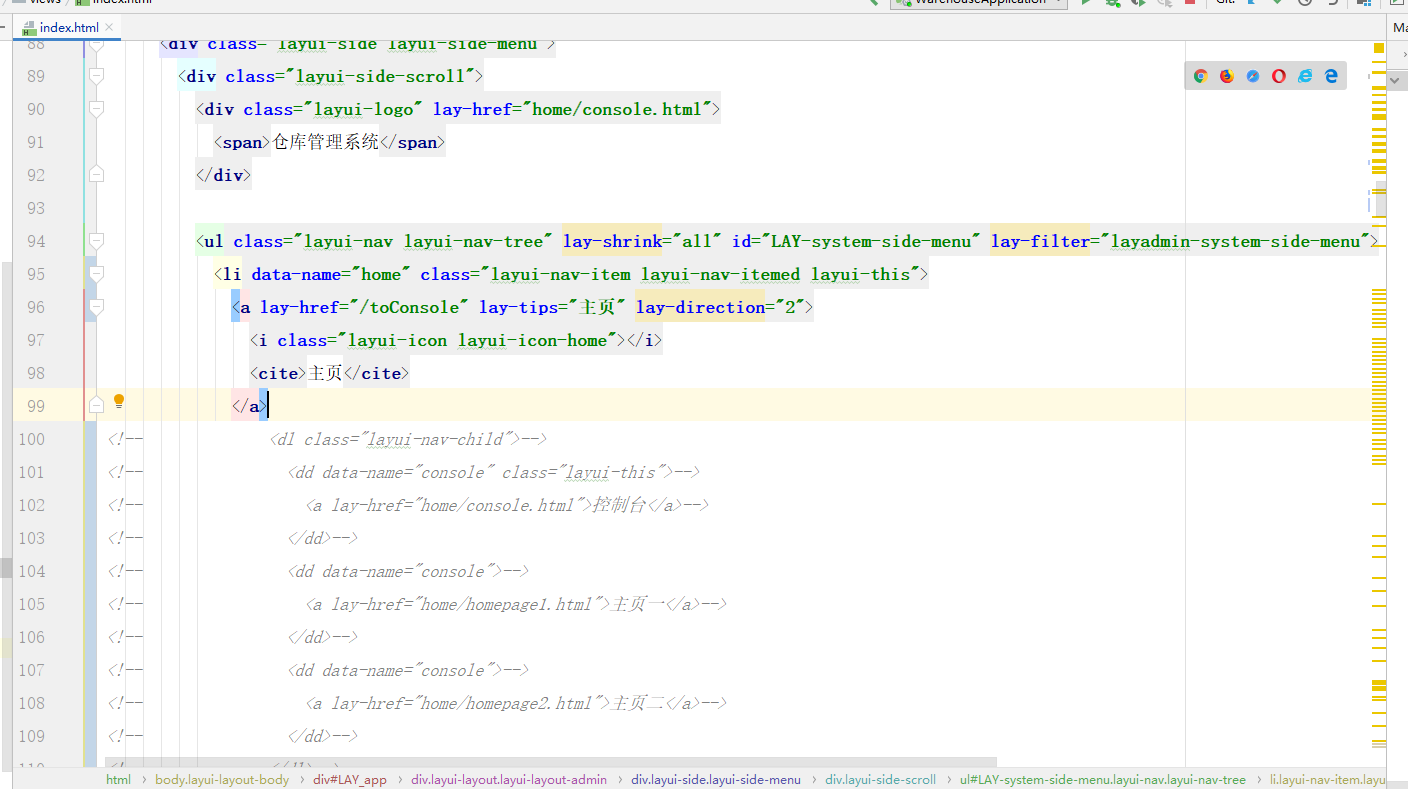 views
index.html
WarehouseApplication
Git:
index.html
Ma
88 <div class="layui-side layui-side-menu">
89 <div class="layui-side-scroll">
90 <div class="layui-logo" lay-href="home/console.html">
91 <span>仓库管理系统</span>
92 </div>
93
94 <ul class="layui-nav layui-nav-tree" lay-shrink="all" id="LAY-system-side-menu" lay-filter="layadmin-system-side-menu">
95 <li data-name="home" class="layui-nav-item layui-nav-itemed layui-this">
96 <a lay-href="/toConsole" lay-tips="主页" lay-direction="2">
97 <i class="layui-icon layui-icon-home"></i>
98 <cite>主页</cite>
99 </a>
100 <!-- <dl class="layui-nav-child">-->
101 <!-- <dd data-name="console" class="layui-this">-->
102 <!-- <a lay-href="home/console.html">控制台</a>-->
103 <!-- </dd>-->
104 <!-- <dd data-name="console">-->
105 <!-- <a lay-href="home/homepage1.html">主页一</a>-->
106 <!-- </dd>-->
107 <!-- <dd data-name="console">-->
108 <!-- <a lay-href="home/homepage2.html">主页二</a>-->
109 <!-- </dd>-->
html › body.layui-layout-body › div#LAY_app › div.layui-layout.layui-layout-admin › div.layui-side.layui-side-menu › div.layui-side-scroll › ul#LAY-system-side-menu.layui-nav.layui-nav-tree › li.layui-nav-item.layu